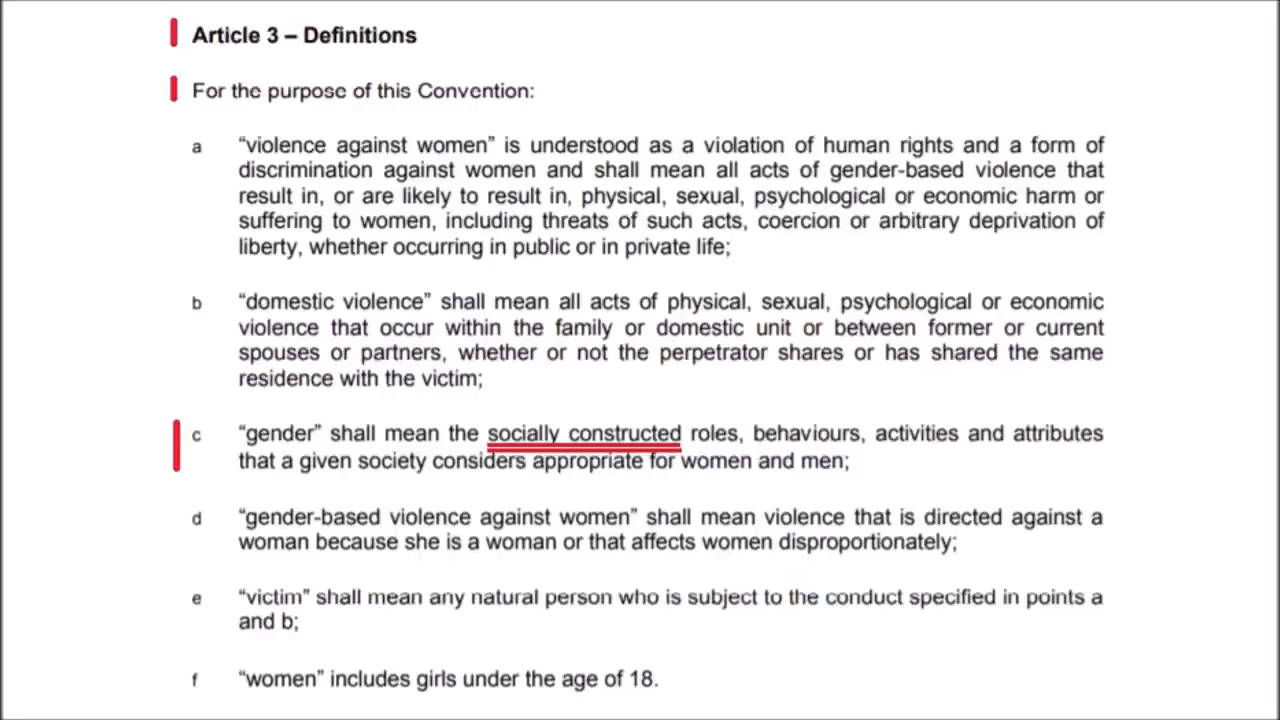 Article 3 – Definitions
For the purpose of this Convention:
a “violence against women” is understood as a violation of human rights and a form of
discrimination against women and shall mean all acts of gender-based violence that
result in, or are likely to result in, physical, sexual, psychological or economic harm or
suffering to women, including threats of such acts, coercion or arbitrary deprivation of
liberty, whether occurring in public or in private life;
b “domestic violence” shall mean all acts of physical, sexual, psychological or economic
violence that occur within the family or domestic unit or between former or current
spouses or partners, whether or not the perpetrator shares or has shared the same
residence with the victim;
c “gender” shall mean the socially constructed roles, behaviours, activities and attributes
that a given society considers appropriate for women and men;
d “gender-based violence against women” shall mean violence that is directed against a
woman because she is a woman or that affects women disproportionately;
e “victim” shall mean any natural person who is subject to the conduct specified in points a
and b;
f “women” includes girls under the age of 18.